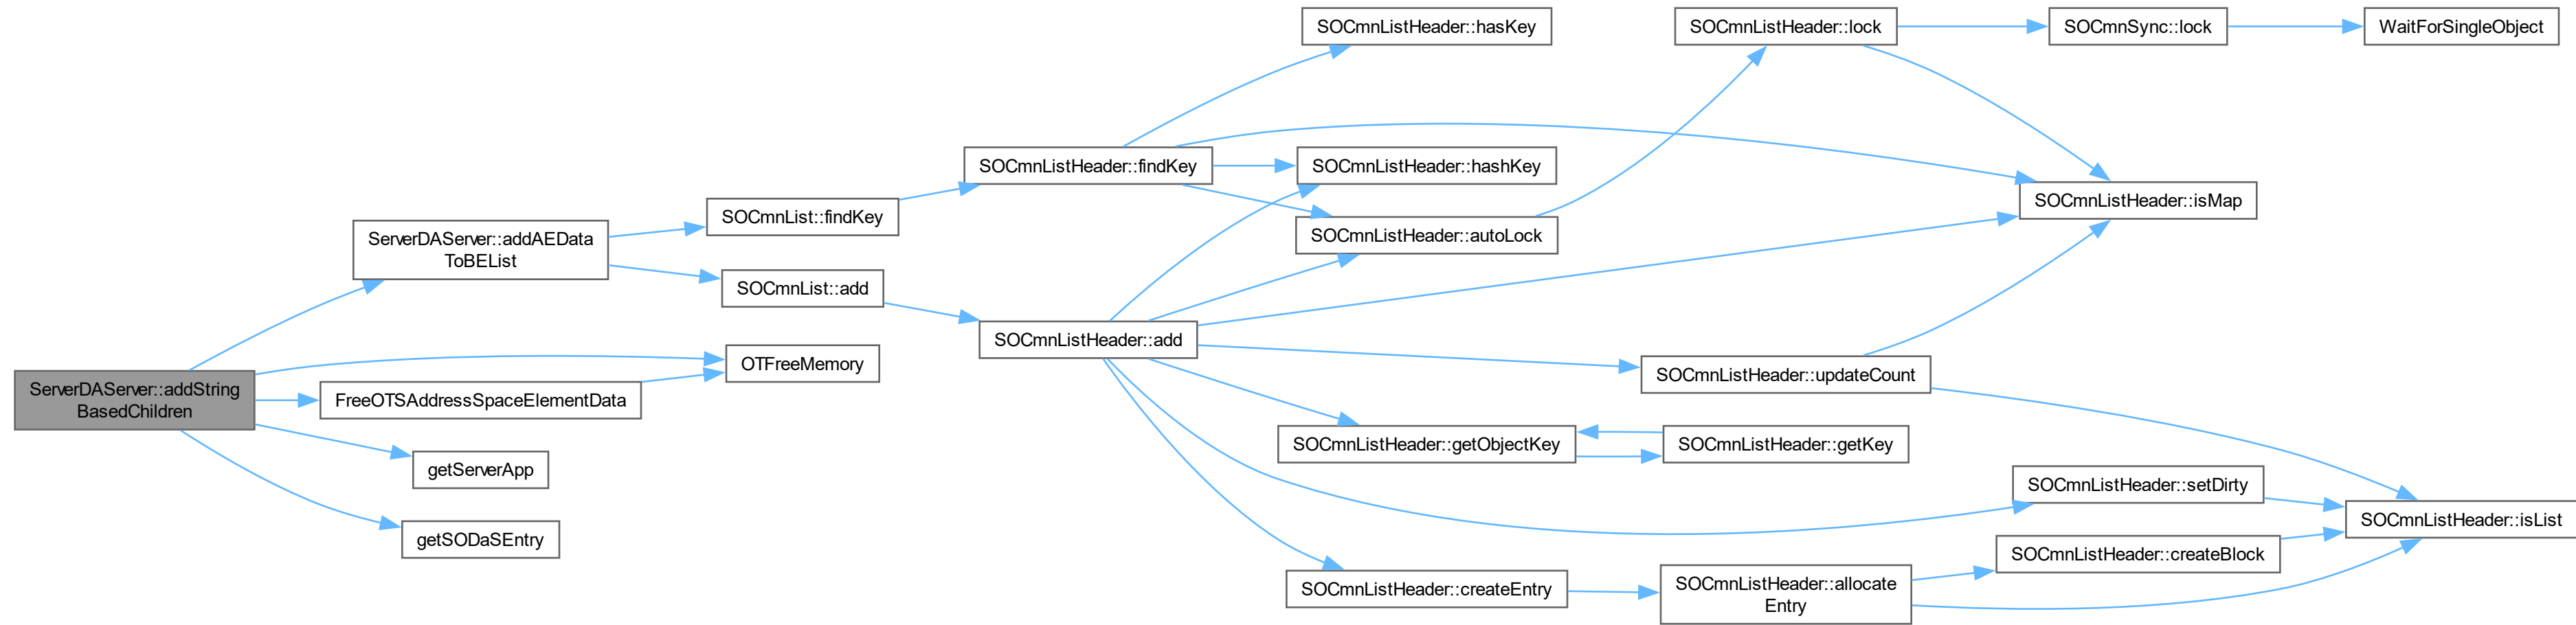 ServerDAServer::addString
BasedChildren
ServerDAServer::addAEData
ToBEList
SOCmnList::findKey
SOCmnListHeader::findKey
SOCmnListHeader::hasKey
SOCmnListHeader::hashKey
SOCmnListHeader::autoLock
SOCmnListHeader::lock
SOCmnSync::lock
WaitForSingleObject
SOCmnListHeader::isMap
SOCmnList::add
SOCmnListHeader::add
SOCmnListHeader::updateCount
SOCmnListHeader::getObjectKey
SOCmnListHeader::getKey
SOCmnListHeader::setDirty
SOCmnListHeader::isList
SOCmnListHeader::createEntry
SOCmnListHeader::allocate
Entry
SOCmnListHeader::createBlock
OTFreeMemory
FreeOTSAddressSpaceElementData
getServerApp
getSODaSEntry